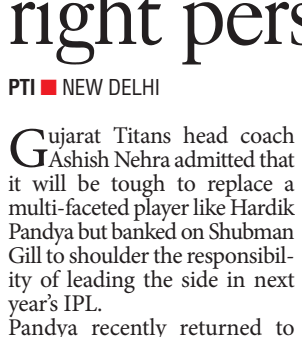 right pers
PTI ■ NEW DELHI
Gujarat Titans head coach
Ashish Nehra admitted that
it will be tough to replace a
multi-faceted player like Hardik
Pandya but banked on Shubman
Gill to shoulder the responsibil-
ity of leading the side in next
year's IPL.
Pandya recently returned to